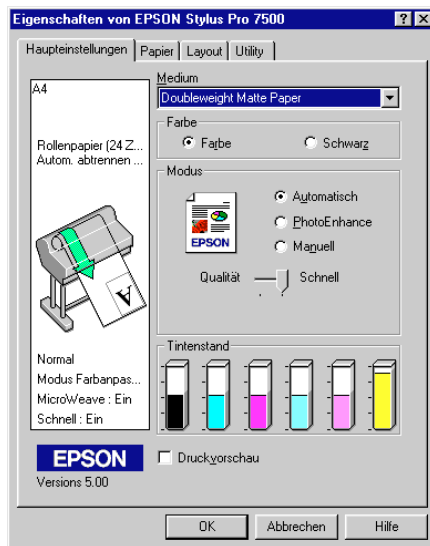 Eigenschaften von EPSON Stylus Pro 7500
Haupteinstellungen
Papier
Layout
Utility
A4
Rollenpapier (24 Z...
Autom. abtrennen ...
A
Normal
Modus Farbanpas...
MicroWeave : Ein
Schnell : Ein
EPSON
Versions 5.00
Medium
Doubleweight Matte Paper
Farbe
Farbe
Schwarz
Modus
EPSON
Automatisch
PhotoEnhance
Manuell
Qualität
Schnell
Tintenstand
Druckvorschau
OK
Abbrechen
Hilfe